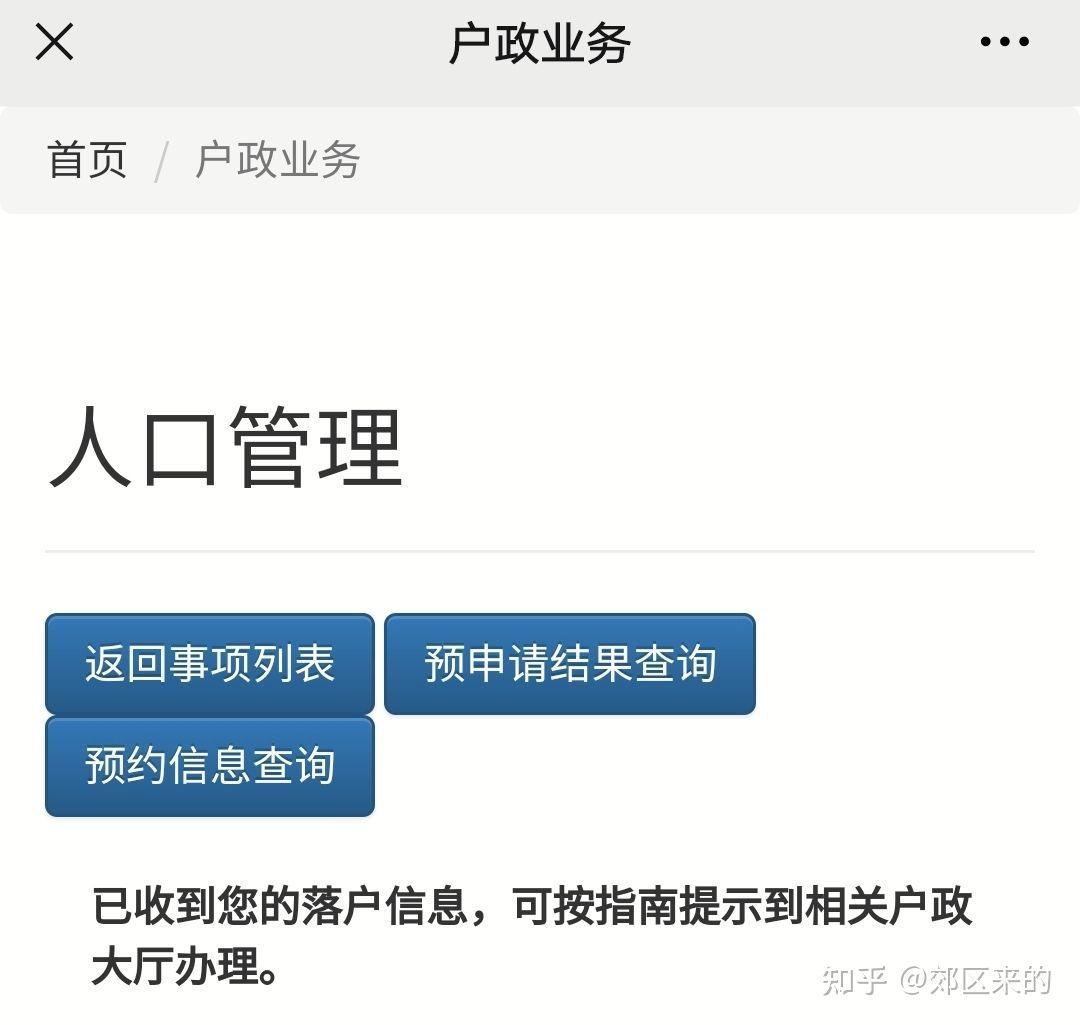 户政业务
首页 / 户政业务
人口管理
返回事项列表 预申请结果查询
预约信息查询
已收到您的落户信息，可按指南提示到相关户政
大厅办理。
知乎 @郊区来的